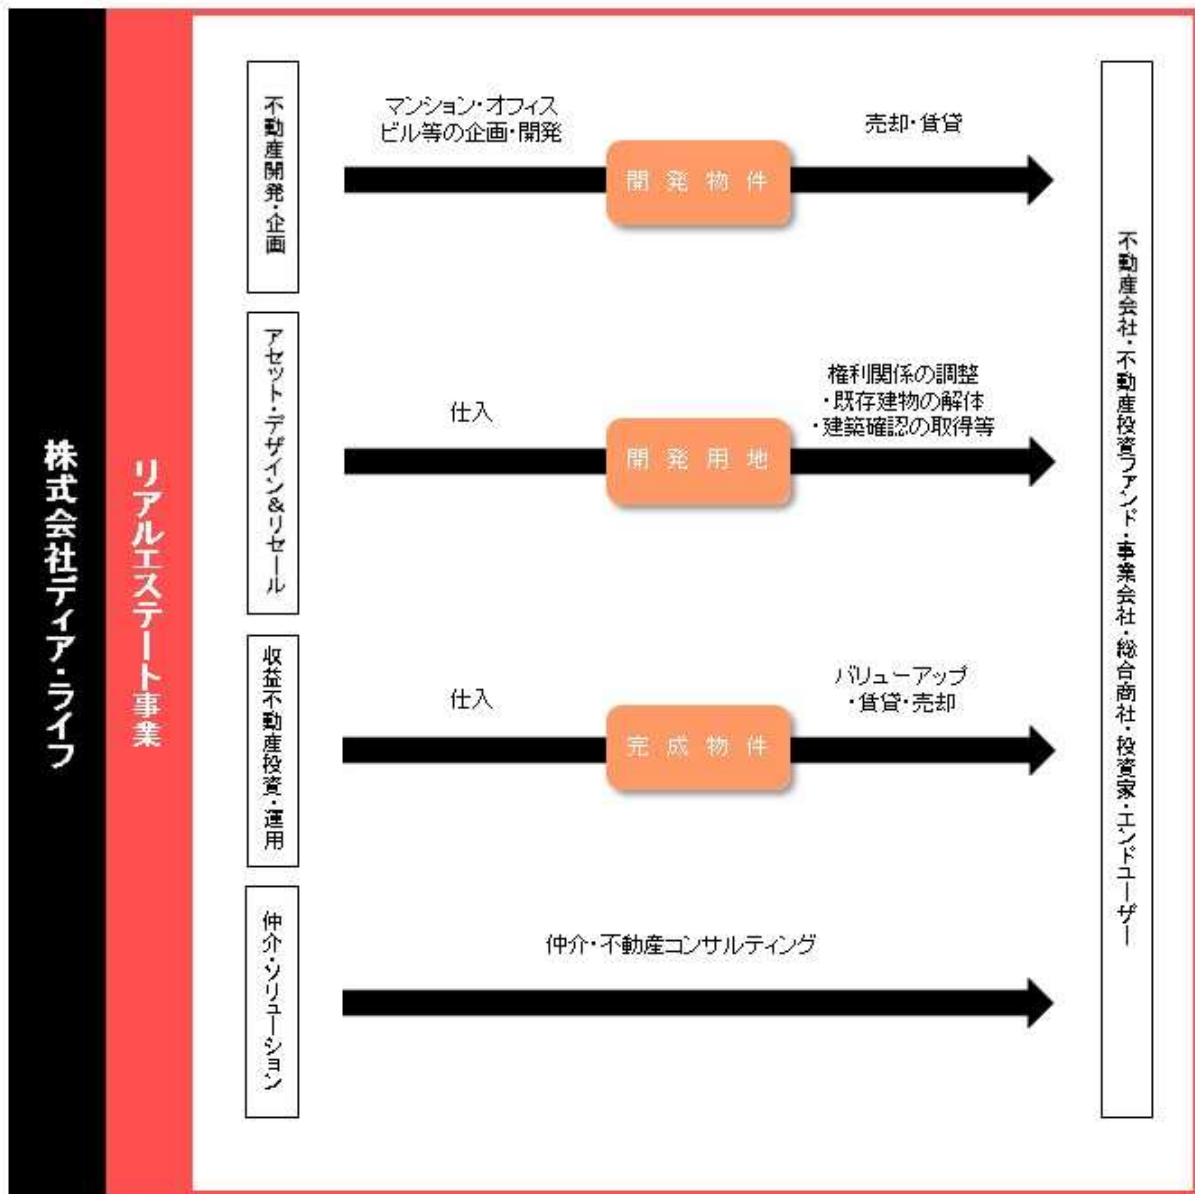 株式会社ディア・ライフ
リアルエステート事業
不動産開発・企画
マンション・オフィス
ビル等の企画・開発
開発物件
売却・賃貸
アセット・デザイン&リセール
仕入
開発用地
権利関係の調整
・既存建物の解体
・建築確認の取得等
収益不動産投資・運用
仕入
完成物件
バリューアップ
・賃貸・売却
仲介・ソリューション
仲介・不動産コンサルティング
不動産会社・不動産投資ファンド・事業会社・総合商社・投資家・エンドユーザー